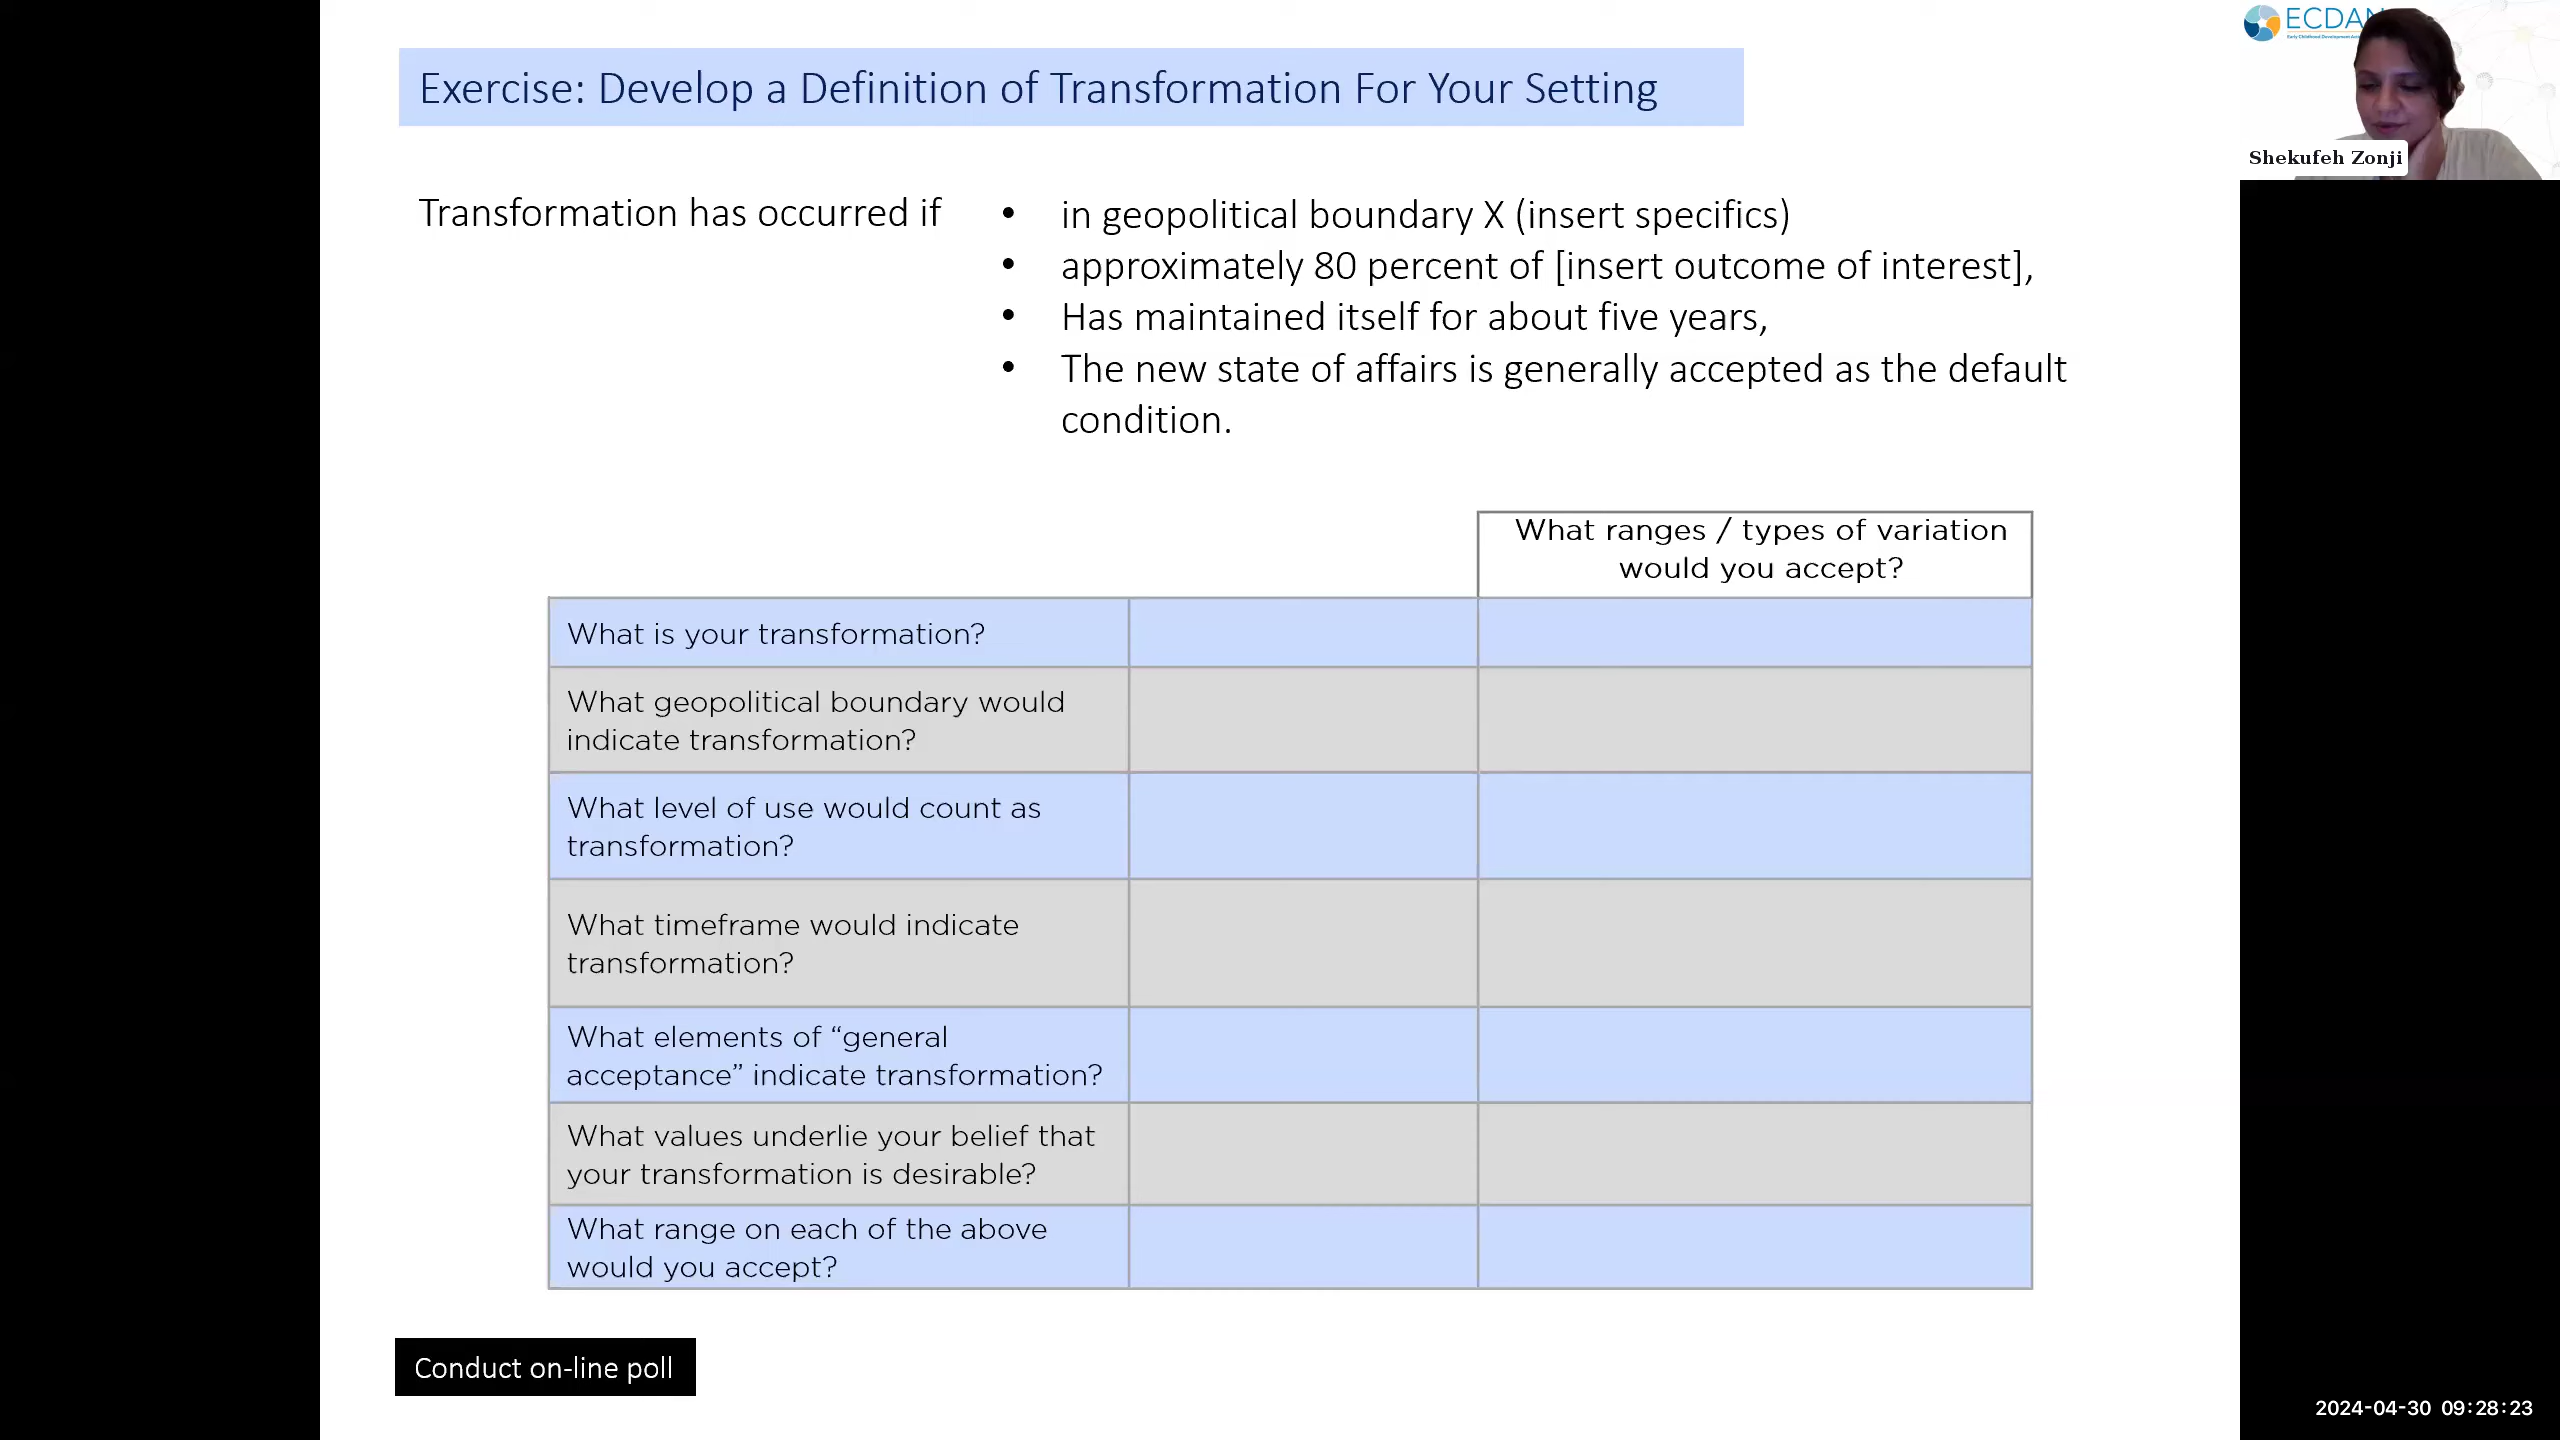 Exercise: Develop a Definition of Transformation For Your Setting
ECDAN
Shekufeh Zonji
Transformation has occurred if
• in geopolitical boundary X (insert specifics)
• approximately 80 percent of [insert outcome of interest],
• Has maintained itself for about five years,
• The new state of affairs is generally accepted as the default
condition.
What ranges / types of variation
would you accept?
What is your transformation?
What geopolitical boundary would
indicate transformation?
What level of use would count as
transformation?
What timeframe would indicate
transformation?
What elements of “general
acceptance” indicate transformation?
What values underlie your belief that
your transformation is desirable?
What range on each of the above
would you accept?
Conduct on-line poll
2024-04-30 09:28:23